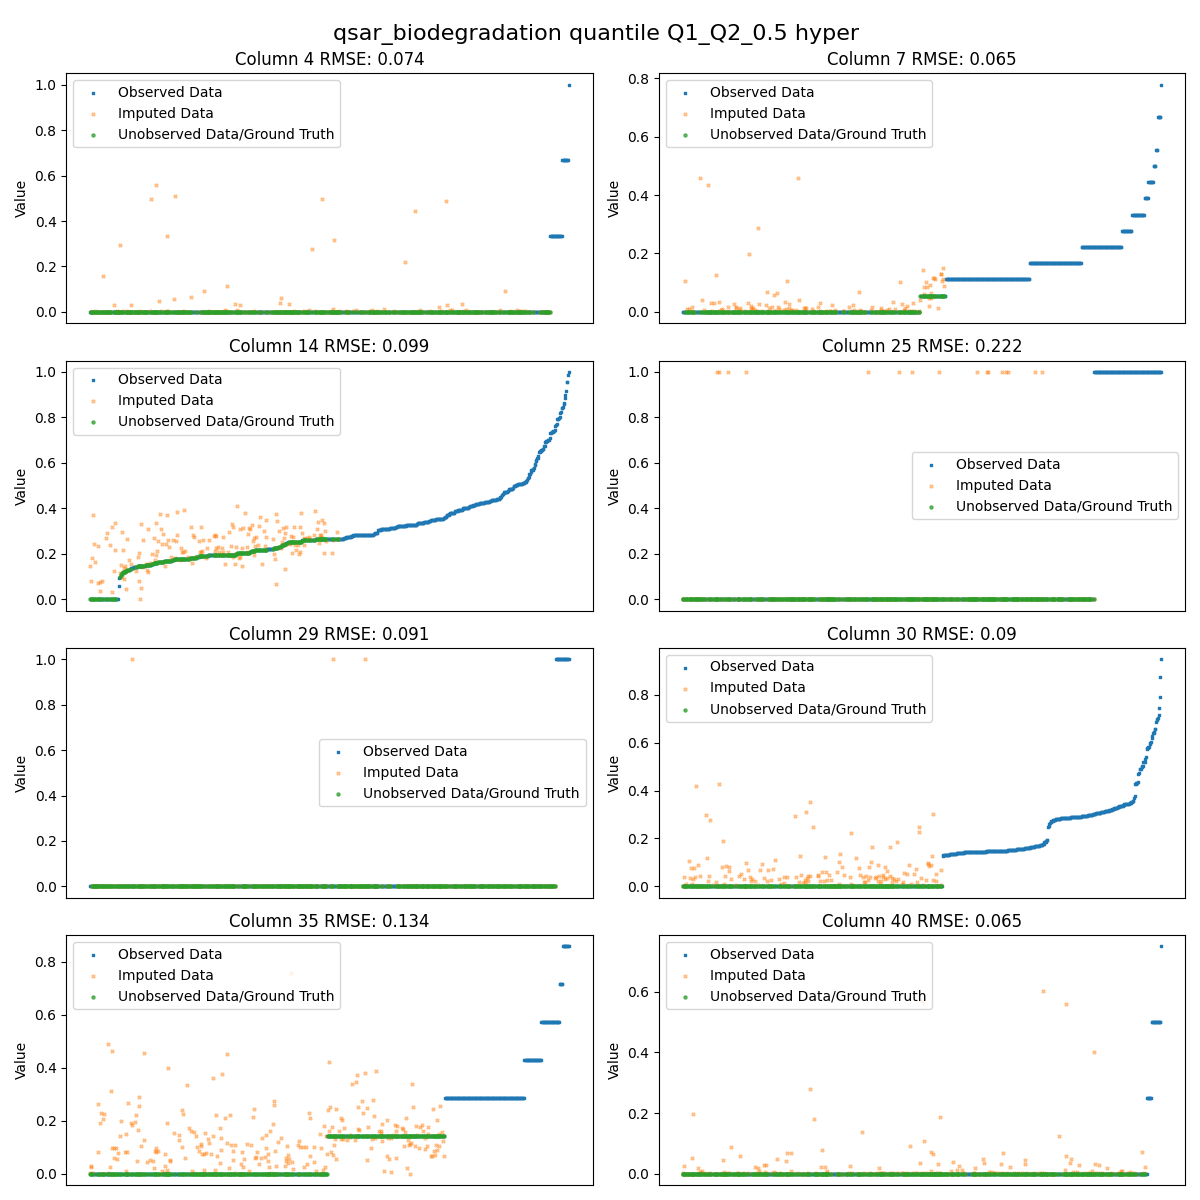 qsar_biodegradation quantile Q1_Q2_0.5 hyper
Column 4 RMSE: 0.074
1.0
0.8
0.6
0.4
0.2
0.0
Value
Observed Data
Imputed Data
Unobserved Data/Ground Truth
Column 7 RMSE: 0.065
0.8
0.6
0.4
0.2
0.0
Value
Observed Data
Imputed Data
Unobserved Data/Ground Truth
Column 14 RMSE: 0.099
1.0
0.8
0.6
0.4
0.2
0.0
Value
Observed Data
Imputed Data
Unobserved Data/Ground Truth
Column 25 RMSE: 0.222
1.0
0.8
0.6
0.4
0.2
0.0
Value
Observed Data
Imputed Data
Unobserved Data/Ground Truth
Column 29 RMSE: 0.091
1.0
0.8
0.6
0.4
0.2
0.0
Value
Observed Data
Imputed Data
Unobserved Data/Ground Truth
Column 30 RMSE: 0.09
0.8
0.6
0.4
0.2
0.0
Value
Observed Data
Imputed Data
Unobserved Data/Ground Truth
Column 35 RMSE: 0.134
0.8
0.6
0.4
0.2
0.0
Value
Observed Data
Imputed Data
Unobserved Data/Ground Truth
Column 40 RMSE: 0.065
0.6
0.4
0.2
0.0
Value
Observed Data
Imputed Data
Unobserved Data/Ground Truth